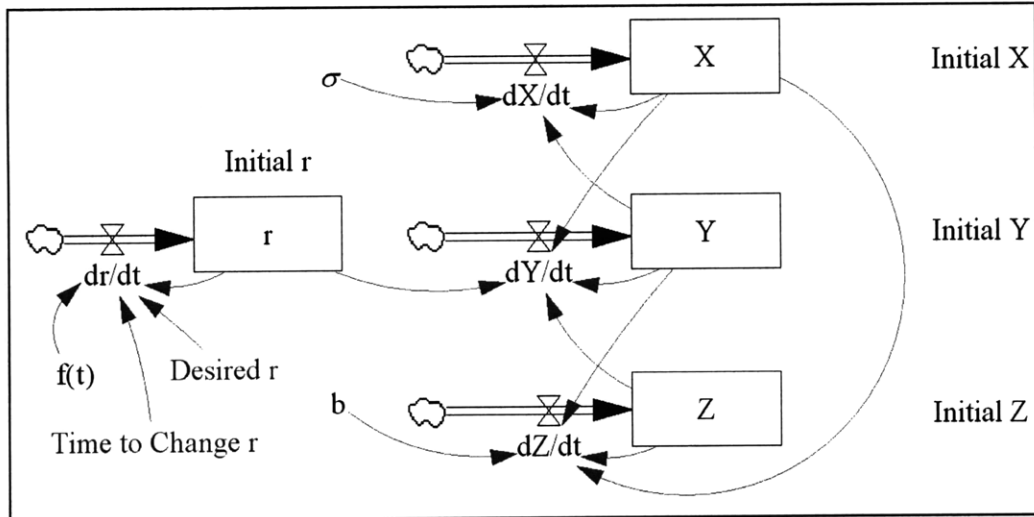 X
Initial X
σ
dX/dt
Initial r
r
Y
Initial Y
dr/dt
dY/dt
f(t)
Desired r
Time to Change r
b
Z
Initial Z
dZ/dt